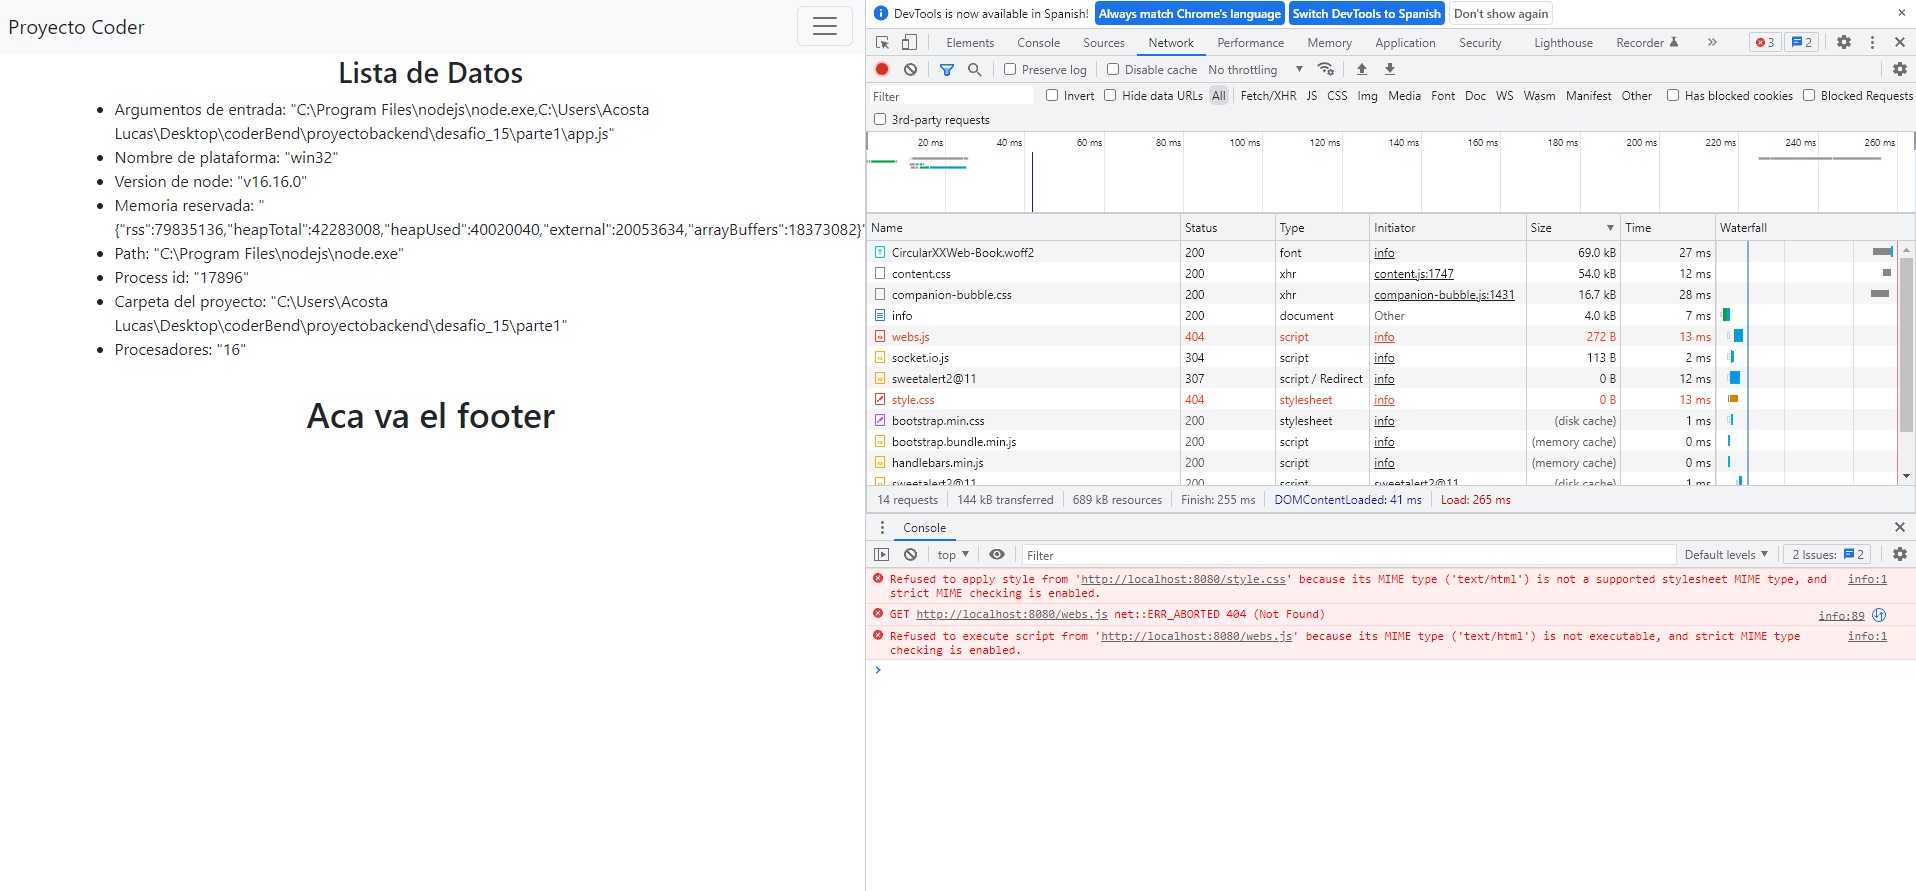 Proyecto Coder
Lista de Datos
Argumentos de entrada: "C:\Program Files\nodejs\node.exe,C:\Users\Acosta
Lucas\Desktop\coderBend\proyectobackend\desafio_15\parte1\app.js"
Nombre de plataforma: "win32"
Version de node: "v16.16.0"
Memoria reservada: "
{"rss":79835136,"heapTotal":42283008,"heapUsed":40020040,"external":20053634,"arrayBuffers":18373082}"
Path: "C:\Program Files\nodejs\node.exe"
Process id: "17896"
Carpeta del proyecto: "C:\Users\Acosta
Lucas\Desktop\coderBend\proyectobackend\desafio_15\parte1"
Procesadores: "16"
Aca va el footer
DevTools is now available in Spanish! Always match Chrome's language Switch DevTools to Spanish Don't show again
Elements Console Sources Network Performance Memory Application Security Lighthouse Recorder 3 2
Preserve log Disable cache No throttling
Filter Invert Hide data URLs All Fetch/XHR JS CSS Img Media Font Doc WS Wasm Manifest Other Has blocked cookies Blocked Requests
3rd-party requests
20 ms 40 ms 60 ms 80 ms 100 ms 120 ms 140 ms 160 ms 180 ms 200 ms 220 ms 240 ms 260 ms
Name Status Type Initiator Size Time Waterfall
CircularXXWeb-Book.woff2 200 font info 69.0 kB 27 ms
content.css 200 xhr content.js:1747 54.0 kB 12 ms
companion-bubble.css 200 xhr companion-bubble.js:1431 16.7 kB 28 ms
info 200 document Other 4.0 kB 7 ms
webs.js 404 script info 272 B 13 ms
socket.io.js 304 script info 113 B 2 ms
sweetalert2@11 307 script / Redirect info 0 B 12 ms
style.css 404 stylesheet info 0 B 13 ms
bootstrap.min.css 200 stylesheet info (disk cache) 1 ms
bootstrap.bundle.min.js 200 script info (memory cache) 0 ms
handlebars.min.js 200 script info (memory cache) 0 ms
sweetalert2@11 200 script sweetalert2@11 (disk cache) 1 ms
14 requests 144 kB transferred 689 kB resources Finish: 255 ms DOMContentLoaded: 41 ms Load: 265 ms
Console
top Filter Default levels 2 Issues: 2
Refused to apply style from 'http://localhost:8080/style.css' because its MIME type ('text/html') is not a supported stylesheet MIME type, and info:1
strict MIME checking is enabled.
GET http://localhost:8080/webs.js net::ERR_ABORTED 404 (Not Found) info:89
Refused to execute script from 'http://localhost:8080/webs.js' because its MIME type ('text/html') is not executable, and strict MIME type info:1
checking is enabled.